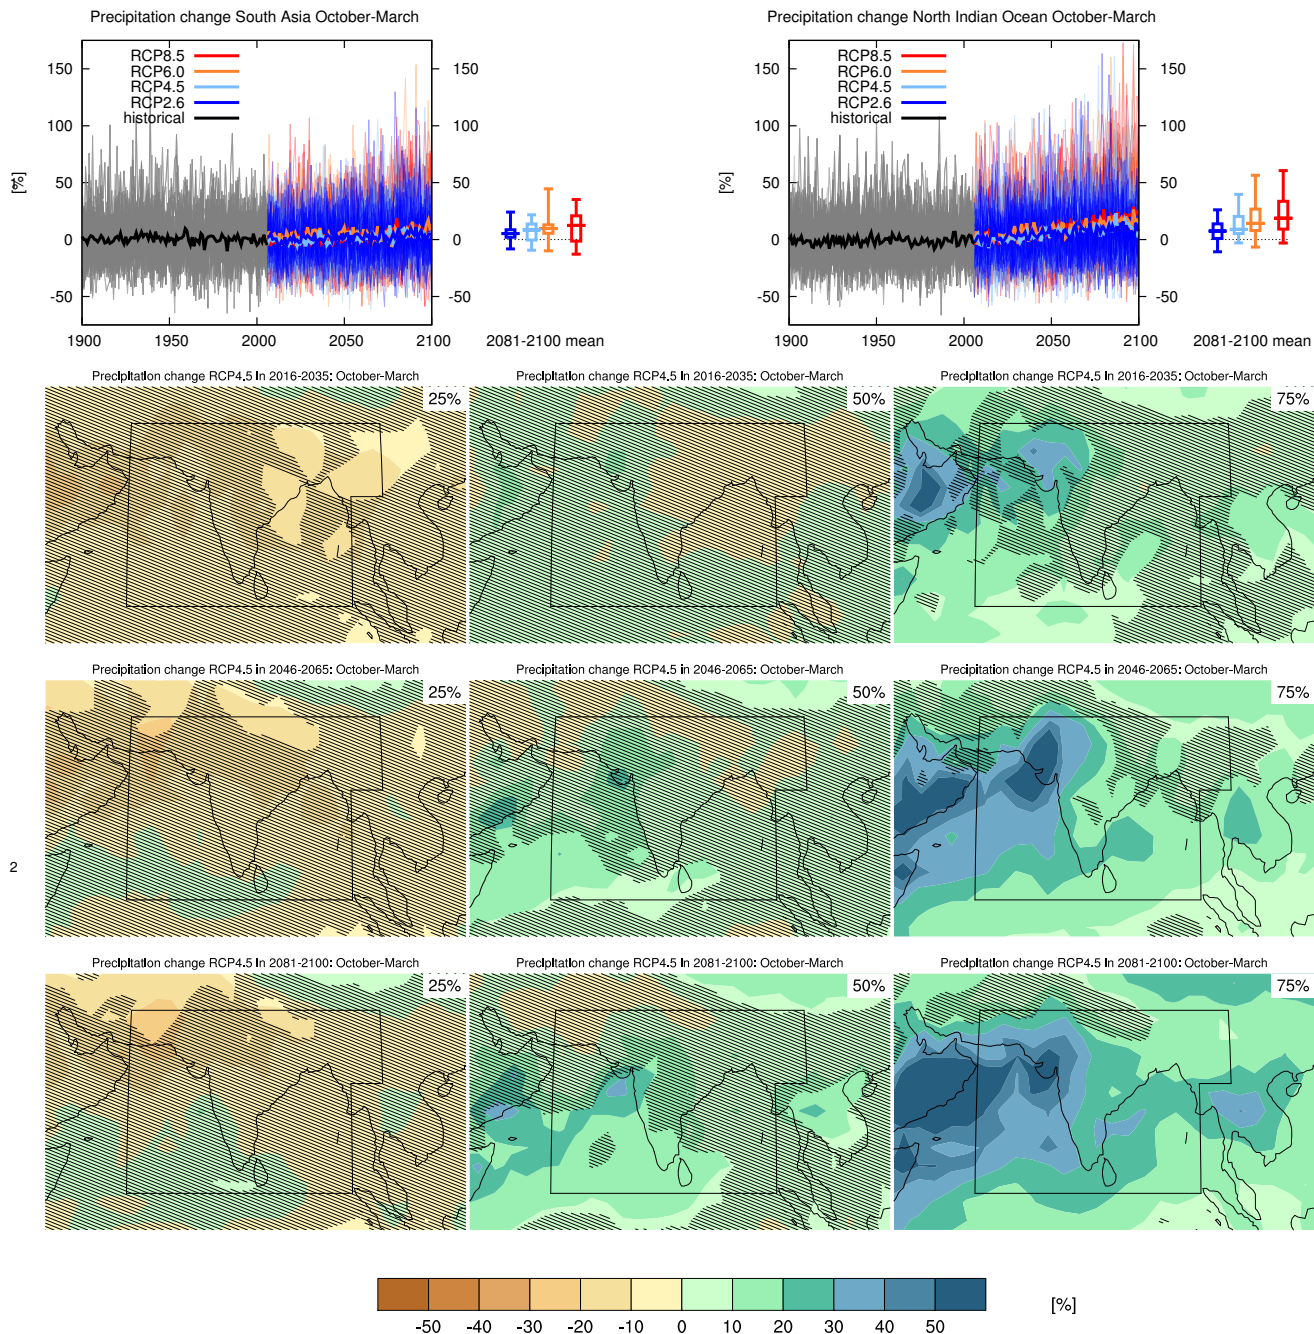 Precipitation change South Asia October-March
Precipitation change North Indian Ocean October-March
[%]
150
100
50
0
-50
RCP8.5
RCP6.0
RCP4.5
RCP2.6
historical
150
100
50
0
-50
1900
1950
2000
2050
2100
2081-2100 mean
[%]
150
100
50
0
-50
RCP8.5
RCP6.0
RCP4.5
RCP2.6
historical
150
100
50
0
-50
1900
1950
2000
2050
2100
2081-2100 mean
Precipitation change RCP4.5 in 2016-2035: October-March
25%
Precipitation change RCP4.5 in 2016-2035: October-March
50%
Precipitation change RCP4.5 in 2016-2035: October-March
75%
Precipitation change RCP4.5 in 2046-2065: October-March
25%
Precipitation change RCP4.5 in 2046-2065: October-March
50%
Precipitation change RCP4.5 in 2046-2065: October-March
75%
2
Precipitation change RCP4.5 in 2081-2100: October-March
25%
Precipitation change RCP4.5 in 2081-2100: October-March
50%
Precipitation change RCP4.5 in 2081-2100: October-March
75%
-50 -40 -30 -20 -10 0 10 20 30 40 50
[%]